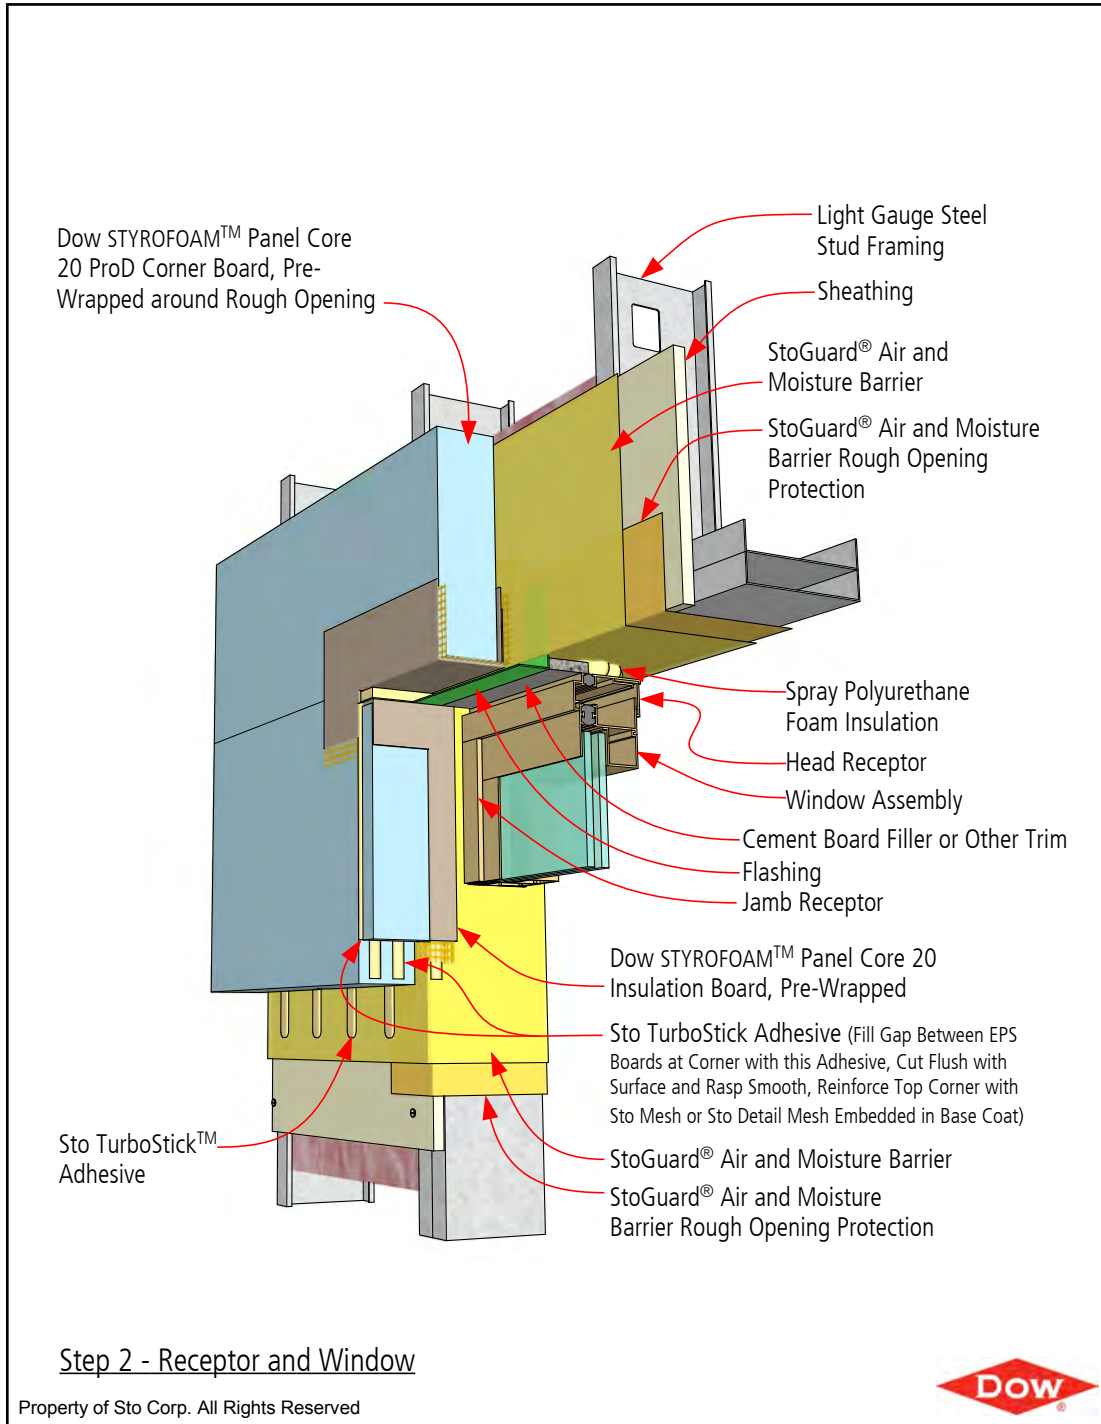 Dow STYROFOAM™ Panel Core
20 ProD Corner Board, Pre-
Wrapped around Rough Opening
Light Gauge Steel
Stud Framing
Sheathing
StoGuard® Air and
Moisture Barrier
StoGuard® Air and Moisture
Barrier Rough Opening
Protection
Spray Polyurethane
Foam Insulation
Head Receptor
Window Assembly
Cement Board Filler or Other Trim
Flashing
Jamb Receptor
Dow STYROFOAM™ Panel Core 20
Insulation Board, Pre-Wrapped
Sto TurboStick Adhesive (Fill Gap Between EPS
Boards at Corner with this Adhesive, Cut Flush with
Surface and Rasp Smooth, Reinforce Top Corner with
Sto Mesh or Sto Detail Mesh Embedded in Base Coat)
Sto TurboStick™
Adhesive
StoGuard® Air and Moisture Barrier
StoGuard® Air and Moisture
Barrier Rough Opening Protection
Step 2 - Receptor and Window
Property of Sto Corp. All Rights Reserved
Dow®